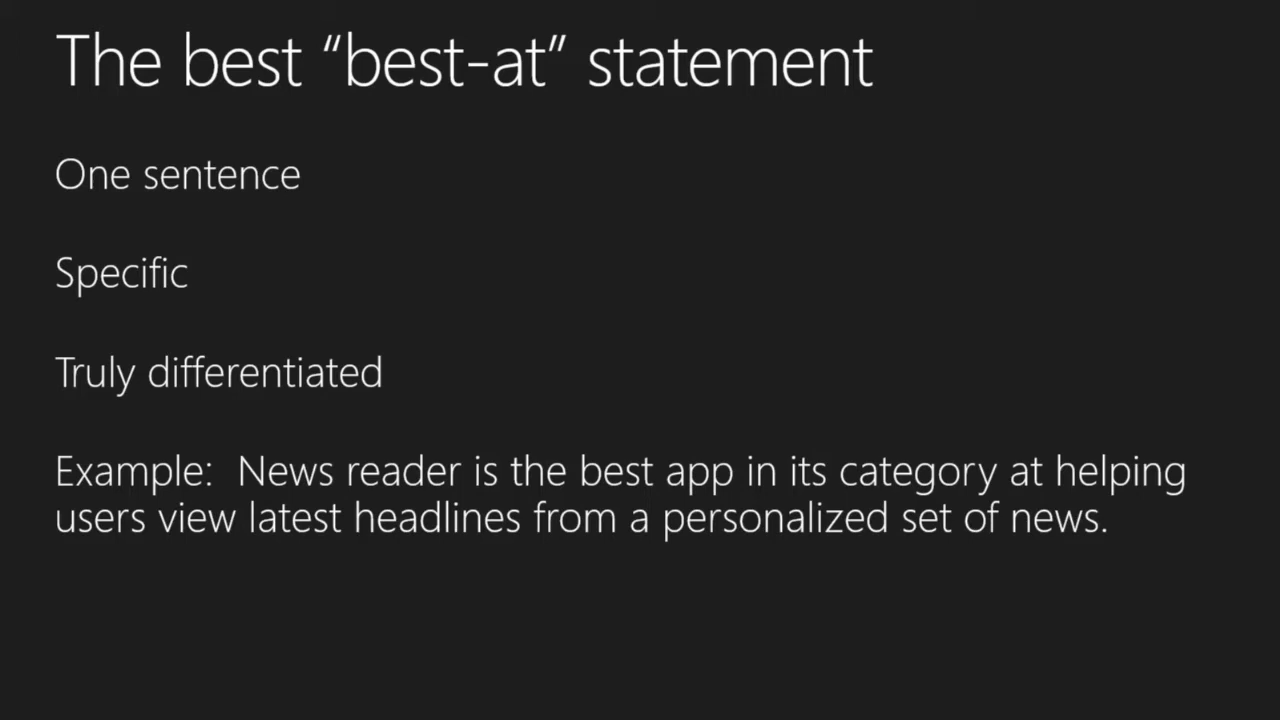 The best “best-at” statement
One sentence
Specific
Truly differentiated
Example:  News reader is the best app in its category at helping
users view latest headlines from a personalized set of news.